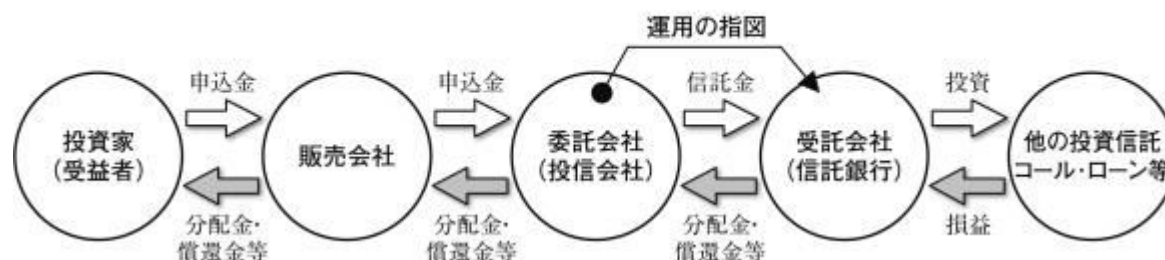 運用の指図
申込金
申込金
信託金
投資
投資家
(受益者)
販売会社
委託会社
(投信会社)
受託会社
(信託銀行)
他の投資信託
コール・ローン等
分配金・
償還金等
分配金・
償還金等
分配金・
償還金等
損益